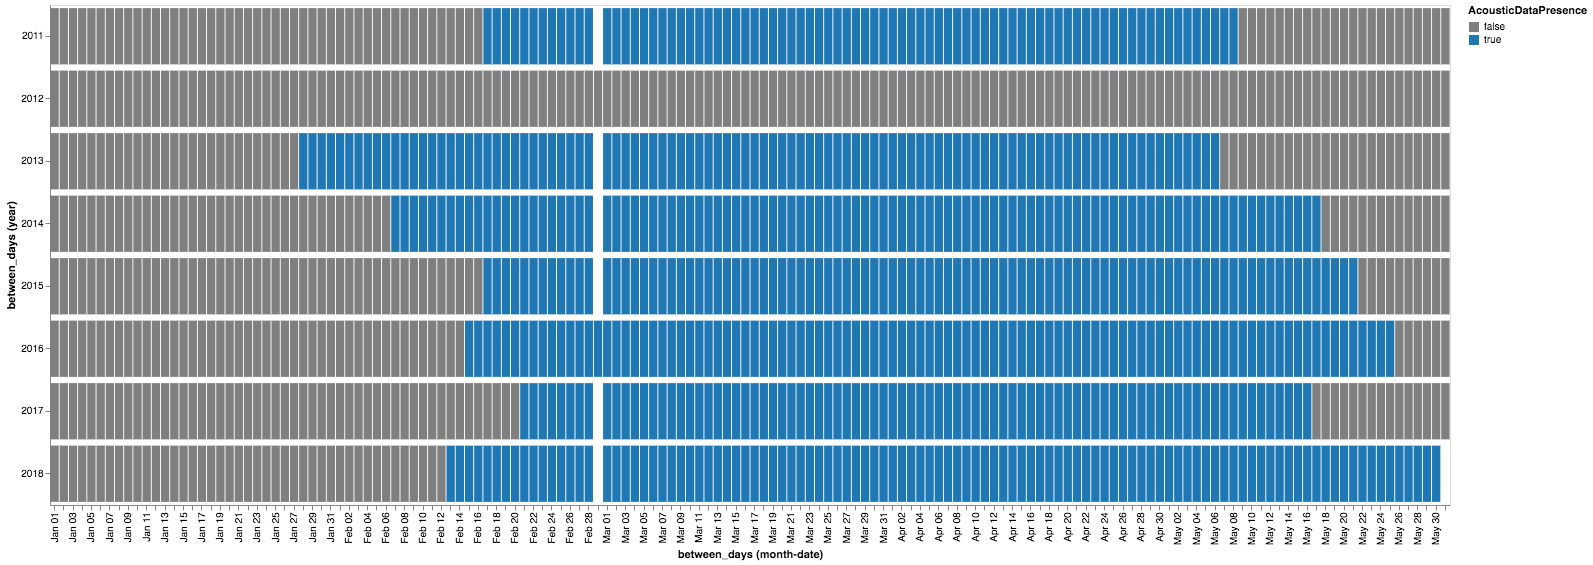 AcousticDataPresence
false
true
between_days (year)
2011
2012
2013
2014
2015
2016
2017
2018
Jan 01
Jan 03
Jan 05
Jan 07
Jan 09
Jan 11
Jan 13
Jan 15
Jan 17
Jan 19
Jan 21
Jan 23
Jan 25
Jan 27
Jan 29
Jan 31
Feb 02
Feb 04
Feb 06
Feb 08
Feb 10
Feb 12
Feb 14
Feb 16
Feb 18
Feb 20
Feb 22
Feb 24
Feb 26
Feb 28
Mar 01
Mar 03
Mar 05
Mar 07
Mar 09
Mar 11
Mar 13
Mar 15
Mar 17
Mar 19
Mar 21
Mar 23
Mar 25
Mar 27
Mar 29
Mar 31
Apr 02
Apr 04
Apr 06
Apr 08
Apr 10
Apr 12
Apr 14
Apr 16
Apr 18
Apr 20
Apr 22
Apr 24
Apr 26
Apr 28
Apr 30
May 02
May 04
May 06
May 08
May 10
May 12
May 14
May 16
May 18
May 20
May 22
May 24
May 26
May 28
May 30
between_days (month-date)